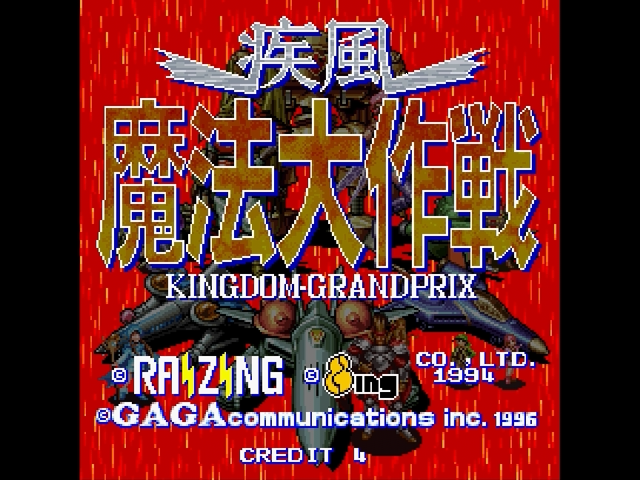 疾風
魔法大作戦
KINGDOM-GRANDPRIX
© RAIZING © 8ing CO.,LTD. 1994
©GAGA communications inc. 1996
CREDIT 4